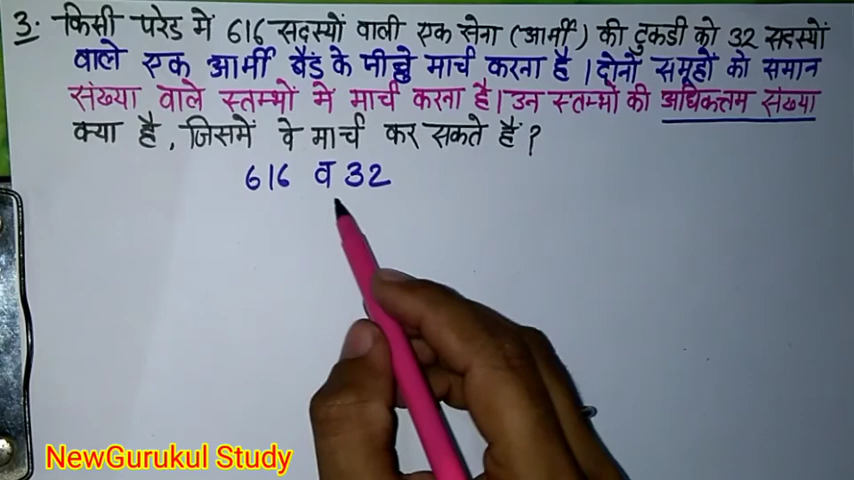 3. किसी परेड में 616 सदस्यों वाली एक सेना (आर्मी) की टुकडी को 32 सदस्यों
वाले एक आर्मी बैंड के पीछे मार्च करना है । दोनों समूहों को समान
संख्या वाले स्तम्भों में मार्च करना है । उन स्तम्भों की अधिकतम संख्या
क्या है , जिसमें वे मार्च कर सकते हैं ?
616 व 32
NewGurukul Study